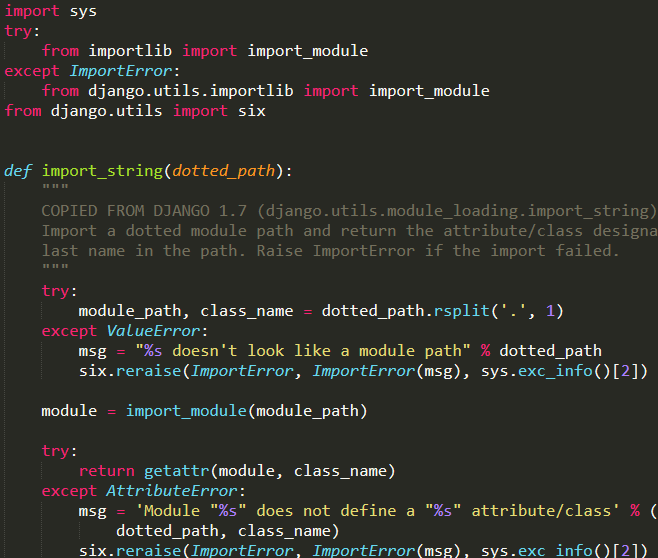 import sys
try:
    from importlib import import_module
except ImportError:
    from django.utils.importlib import import_module
from django.utils import six
def import_string(dotted_path):
    """
    COPIED FROM DJANGO 1.7 (django.utils.module_loading.import_string)
    Import a dotted module path and return the attribute/class designa
    last name in the path. Raise ImportError if the import failed.
    """
    try:
        module_path, class_name = dotted_path.rsplit('.', 1)
    except ValueError:
        msg = "%s doesn't look like a module path" % dotted_path
        six.reraise(ImportError, ImportError(msg), sys.exc_info()[2])
    module = import_module(module_path)
    try:
        return getattr(module, class_name)
    except AttributeError:
        msg = 'Module "%s" does not define a "%s" attribute/class' % (
            dotted_path, class_name)
        six.reraise(ImportError, ImportError(msg), sys.exc_info()[2])